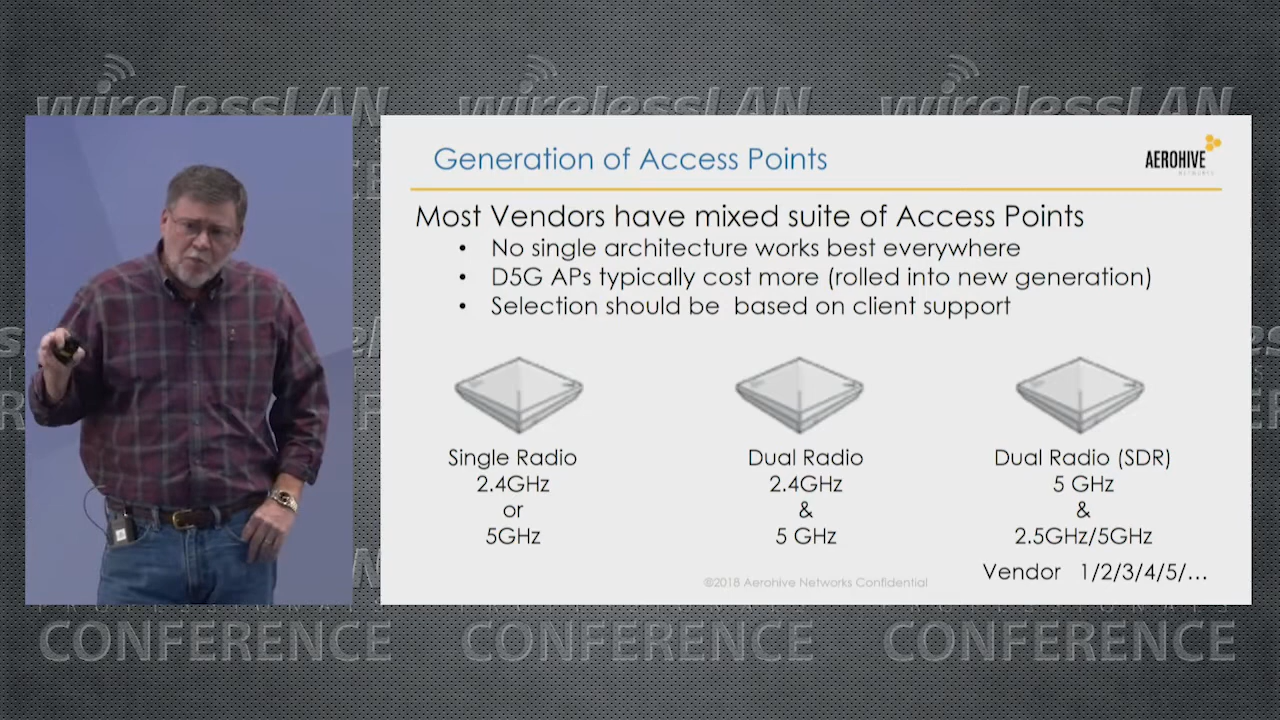 wirelessLAN wirelessLAN wirelessLAN
Generation of Access Points
AEROHIVE
NETWORKS
Most Vendors have mixed suite of Access Points
• No single architecture works best everywhere
• D5G APs typically cost more (rolled into new generation)
• Selection should be  based on client support
Single Radio
2.4GHz
or
5GHz
Dual Radio
2.4GHz
&
5 GHz
Dual Radio (SDR)
5 GHz
&
2.5GHz/5GHz
Vendor 1/2/3/4/5/...
©2018 Aerohive Networks Confidential
CONFERENCE CONFERENCE CONFERENCE